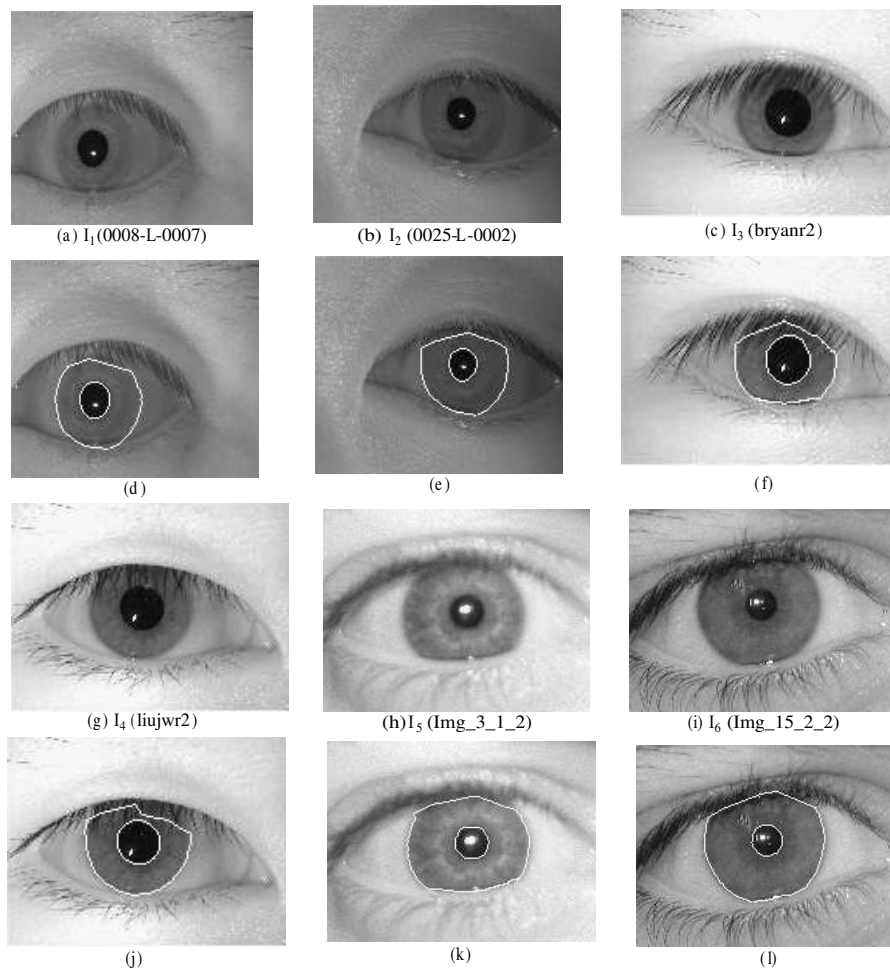 (a) I1(0008-L-0007)
(b) I2 (0025-L-0002)
(c) I3 (bryanr2)
(d)
(e)
(f)
(g) I4 (liujwr2)
(h)I5 (Img_3_1_2)
(i) I6 (Img_15_2_2)
(j)
(k)
(l)